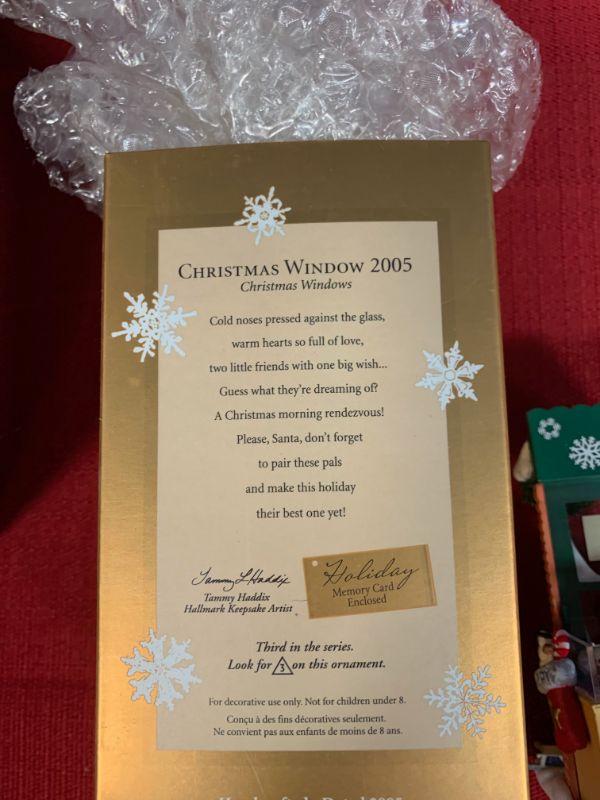 CHRISTMAS WINDOW 2005
Christmas Windows
Cold noses pressed against the glass,
warm hearts so full of love,
two little friends with one big wish...
Guess what they're dreaming of?
A Christmas morning rendezvous!
Please, Santa, don't forget
to pair these pals
and make this holiday
their best one yet!
Tammy L Haddix
Tammy Haddix
Hallmark Keepsake Artist
Holiday
Memory Card
Enclosed
Third in the series.
Look for 3 on this ornament.
For decorative use only. Not for children under 8.
Conçu à des fins décoratives seulement.
Ne convient pas aux enfants de moins de 8 ans.